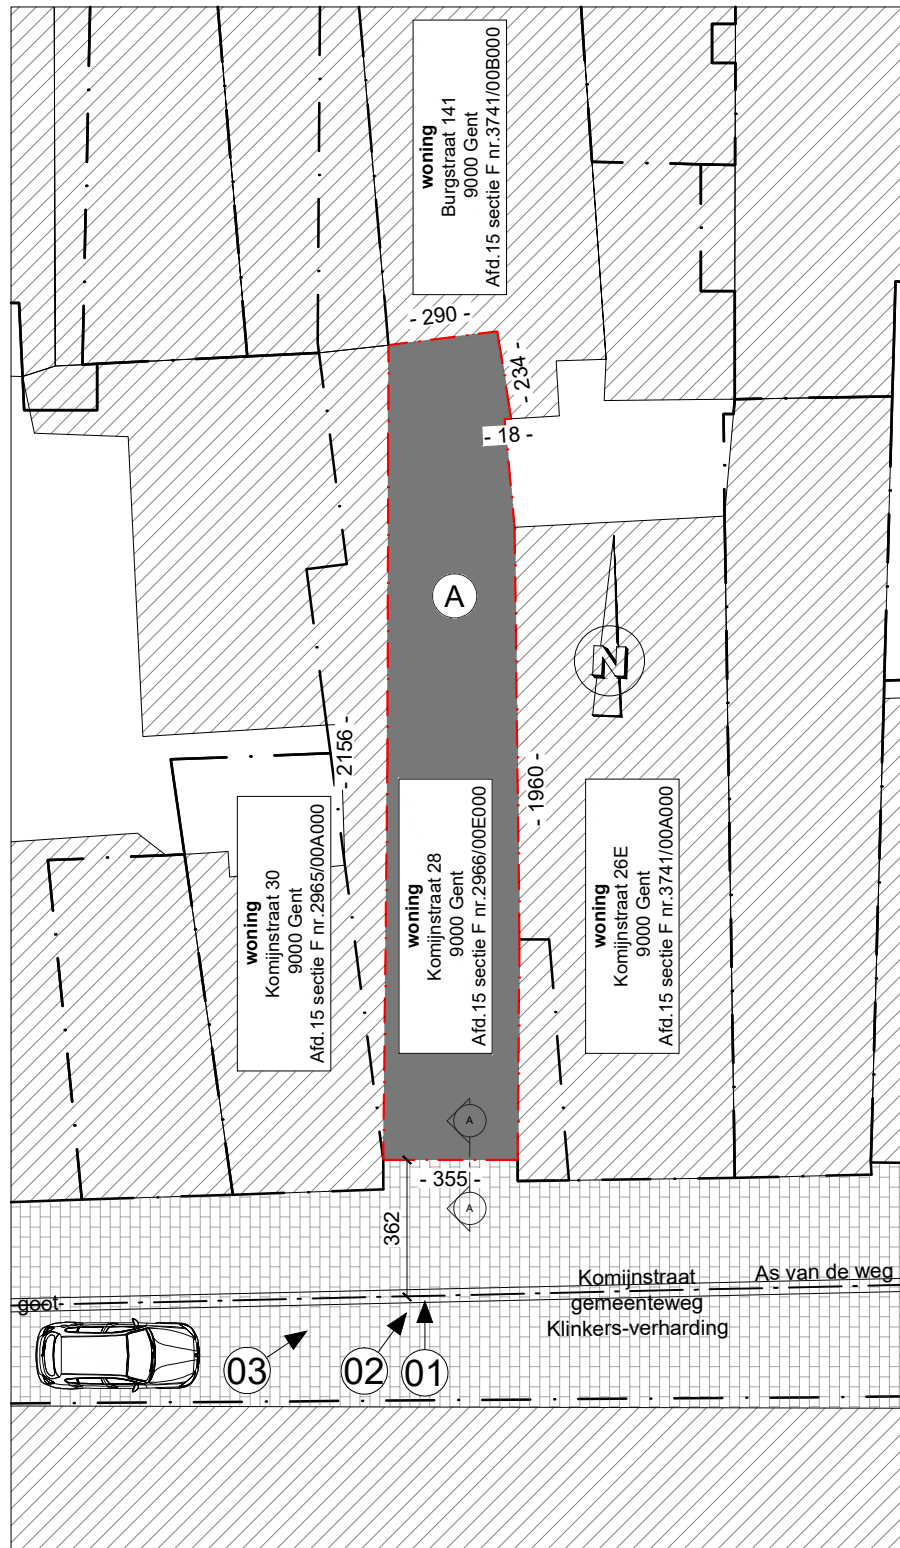 woning
Burgstraat 141
9000 Gent
Afd.15 sectie F nr.3741/00B000
- 290 -
- 234 -
- 18 -
A
N
- 2156 -
- 1960 -
woning
Komijnstraat 30
9000 Gent
Afd.15 sectie F nr.2965/00A000
woning
Komijnstraat 28
9000 Gent
Afd.15 sectie F nr.2966/00E000
woning
Komijnstraat 26E
9000 Gent
Afd.15 sectie F nr.3741/00A000
A
- 355 -
A
362
As van de weg
Komijnstraat
gemeenteweg
Klinkers-verharding
goot
03
02
01